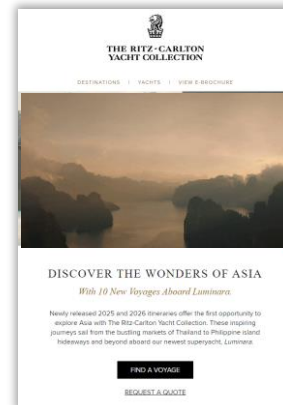 THE RITZ-CARLTON
YACHT COLLECTION
DESTINATIONS | YACHTS | VIEW E-BROCHURE
DISCOVER THE WONDERS OF ASIA
With 10 New Voyages Aboard Luminara
Newly released 2025 and 2026 itineraries offer the first opportunity to
explore Asia with The Ritz-Carlton Yacht Collection. These inspiring
journeys sail from the bustling markets of Thailand to Philippine island
hideaways and beyond aboard our newest superyacht, Luminara.
FIND A VOYAGE
REQUEST A QUOTE